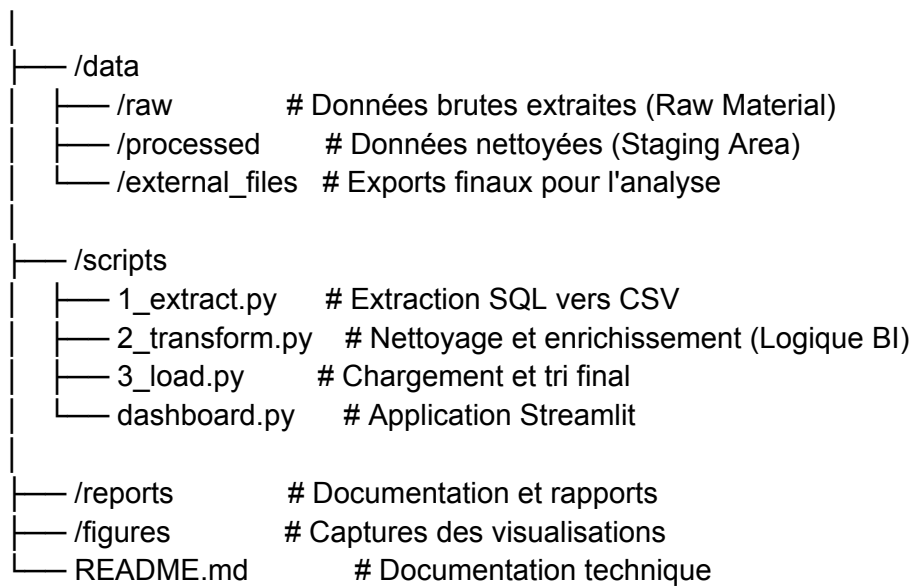 │
├── /data
│   ├── /raw # Données brutes extraites (Raw Material)
│   ├── /processed # Données nettoyées (Staging Area)
│   └── /external_files # Exports finaux pour l'analyse
│
├── /scripts
│   ├── 1_extract.py # Extraction SQL vers CSV
│   ├── 2_transform.py # Nettoyage et enrichissement (Logique BI)
│   ├── 3_load.py # Chargement et tri final
│   └── dashboard.py # Application Streamlit
│
├── /reports # Documentation et rapports
├── /figures # Captures des visualisations
└── README.md # Documentation technique